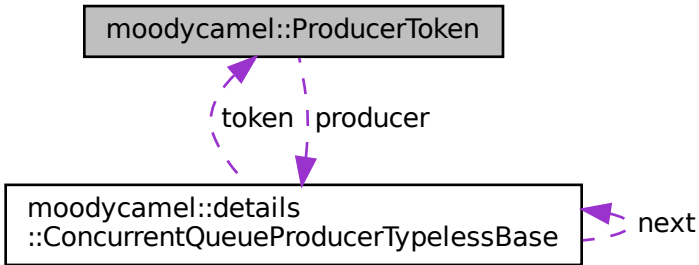 moodycamel::ProducerToken
token
producer
moodycamel::details
::ConcurrentQueueProducerTypelessBase
next